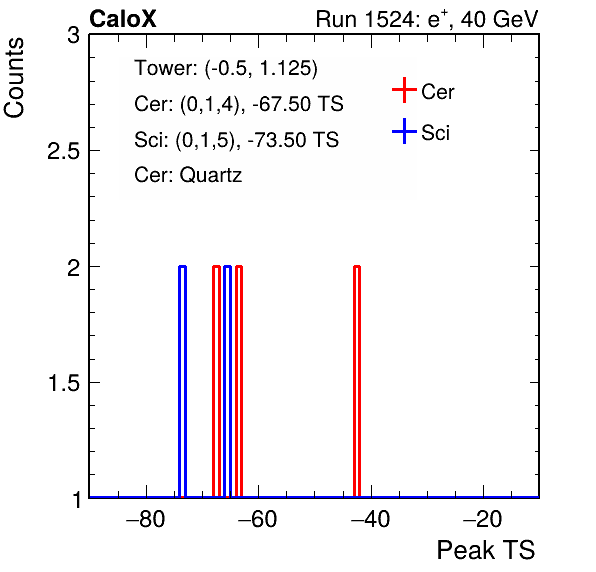 CaloX Run 1524: e⁺, 40 GeV
Counts
3
2.5
2
1.5
1
Tower: (-0.5, 1.125)
Cer: (0,1,4), -67.50 TS
Sci: (0,1,5), -73.50 TS
Cer: Quartz
Cer
Sci
−80 −60 −40 −20
Peak TS